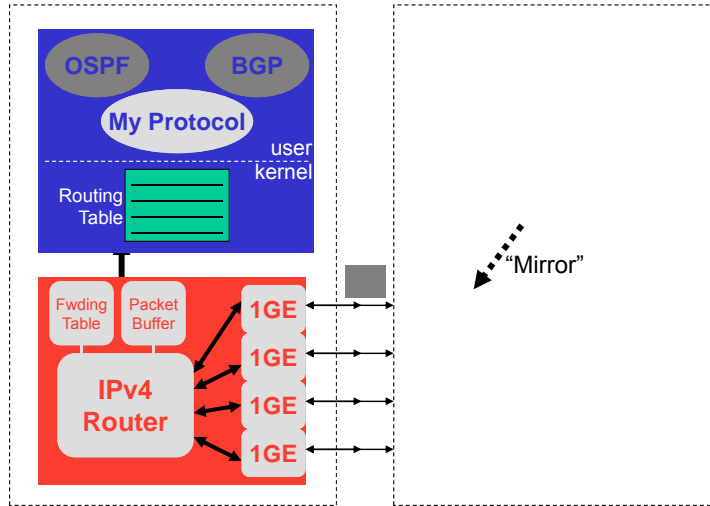 OSPF
BGP
My Protocol
user
kernel
Routing
Table
“Mirror”
Fwding
Table
Packet
Buffer
1GE
1GE
1GE
1GE
IPv4
Router